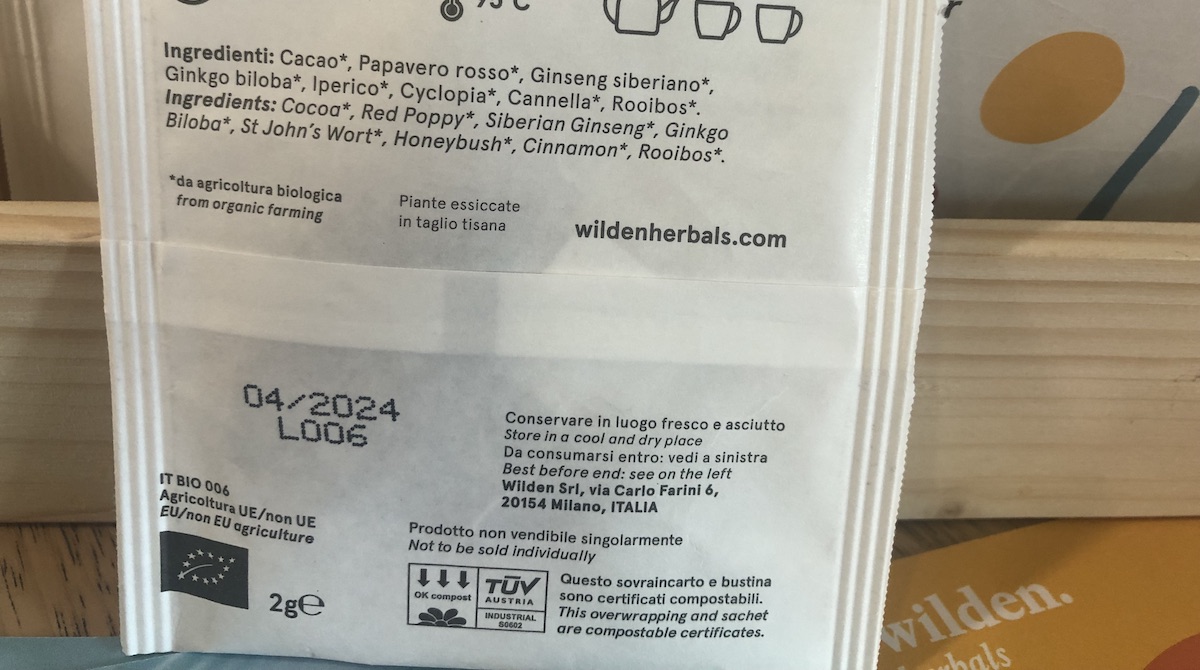 Ingredienti: Cacao*, Papavero rosso*, Ginseng siberiano*,
Ginkgo biloba*, Iperico*, Cyclopia*, Cannella*, Rooibos*.
Ingredients: Cocoa*, Red Poppy*, Siberian Ginseng*, Ginkgo
Biloba*, St John's Wort*, Honeybush*, Cinnamon*, Rooibos*.
*da agricoltura biologica
from organic farming
Piante essiccate
in taglio tisana
wildenherbals.com
04/2024
L006
Conservare in luogo fresco e asciutto
Store in a cool and dry place
Da consumarsi entro: vedi a sinistra
Best before end: see on the left
Wilden Srl, via Carlo Farini 6,
20154 Milano, ITALIA
IT BIO 006
Agricoltura UE/non UE
EU/non EU agriculture
2g℮
Prodotto non vendibile singolarmente
Not to be sold individually
OK compost
TÜV
AUSTRIA
INDUSTRIAL
S0602
Questo sovraincarto e bustina
sono certificati compostabili.
This overwrapping and sachet
are compostable certificates.
wilden.